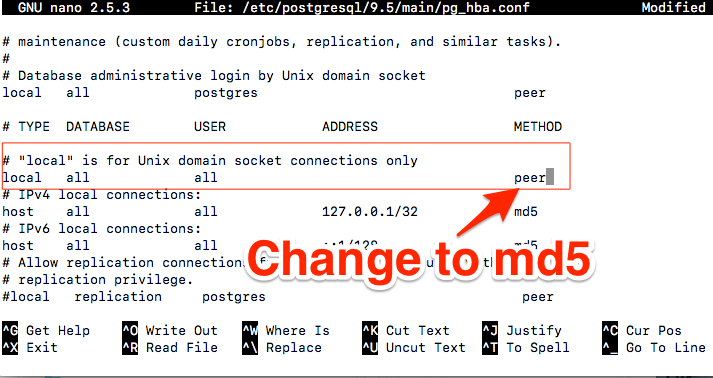 GNU nano 2.5.3 File: /etc/postgresql/9.5/main/pg_hba.conf Modified
# maintenance (custom daily cronjobs, replication, and similar tasks).
#
# Database administrative login by Unix domain socket
local all postgres peer
# TYPE DATABASE USER ADDRESS METHOD
# "local" is for Unix domain socket connections only
local all all peer
# IPv4 local connections:
host all all 127.0.0.1/32 md5
# IPv6 local connections:
host all all
Change to md5
# Allow replication connections
# replication privilege.
#local replication postgres peer
^G Get Help ^O Write Out ^W Where Is ^K Cut Text ^J Justify ^C Cur Pos
^X Exit ^R Read File ^\ Replace ^U Uncut Text ^T To Spell ^_ Go To Line